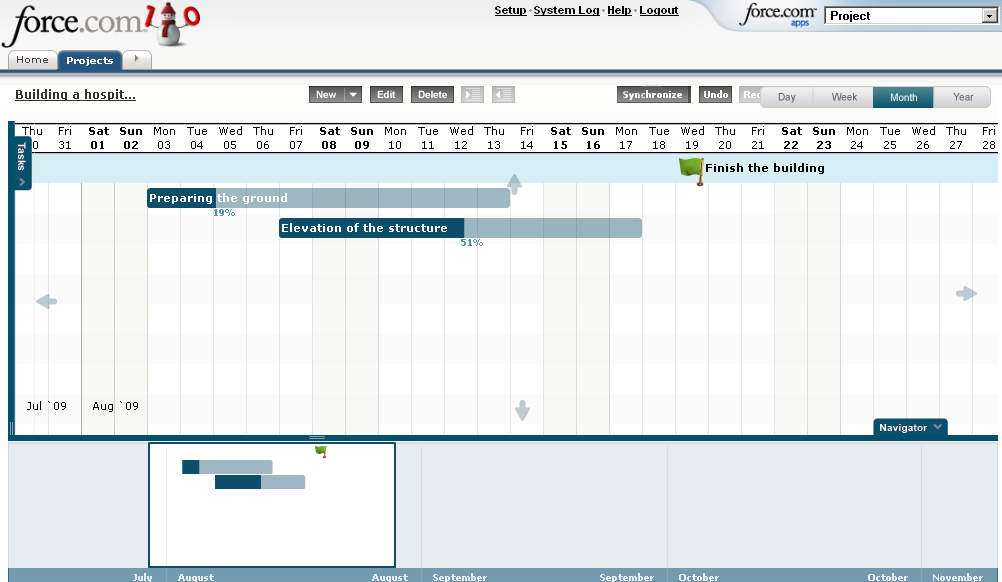 force.com 10
Setup · System Log · Help · Logout
force.com apps
Project
Home Projects
Building a hospit...
New Edit Delete Synchronize Undo Day Week Month Year
Thu Fri Sat Sun Mon Tue Wed Thu Fri Sat Sun Mon Tue Wed Thu Fri Sat Sun Mon Tue Wed Thu Fri Sat Sun Mon Tue Wed Thu Fri
0 31 01 02 03 04 05 06 07 08 09 10 11 12 13 14 15 16 17 18 19 20 21 22 23 24 25 26 27 28
Tasks
Finish the building
Preparing the ground
19%
Elevation of the structure
51%
Jul `09 Aug `09
Navigator
July August August September September October October November